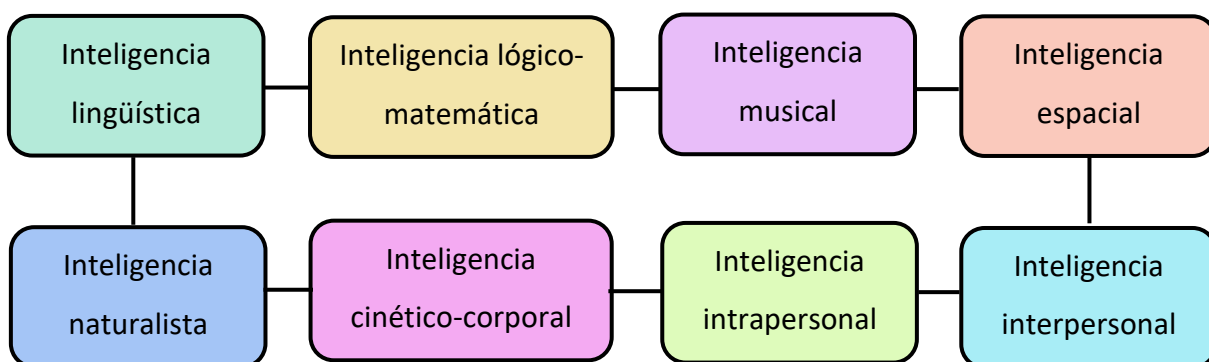 Inteligencia
lingüística
Inteligencia lógico-
matemática
Inteligencia
musical
Inteligencia
espacial
Inteligencia
naturalista
Inteligencia
cinético-corporal
Inteligencia
intrapersonal
Inteligencia
interpersonal